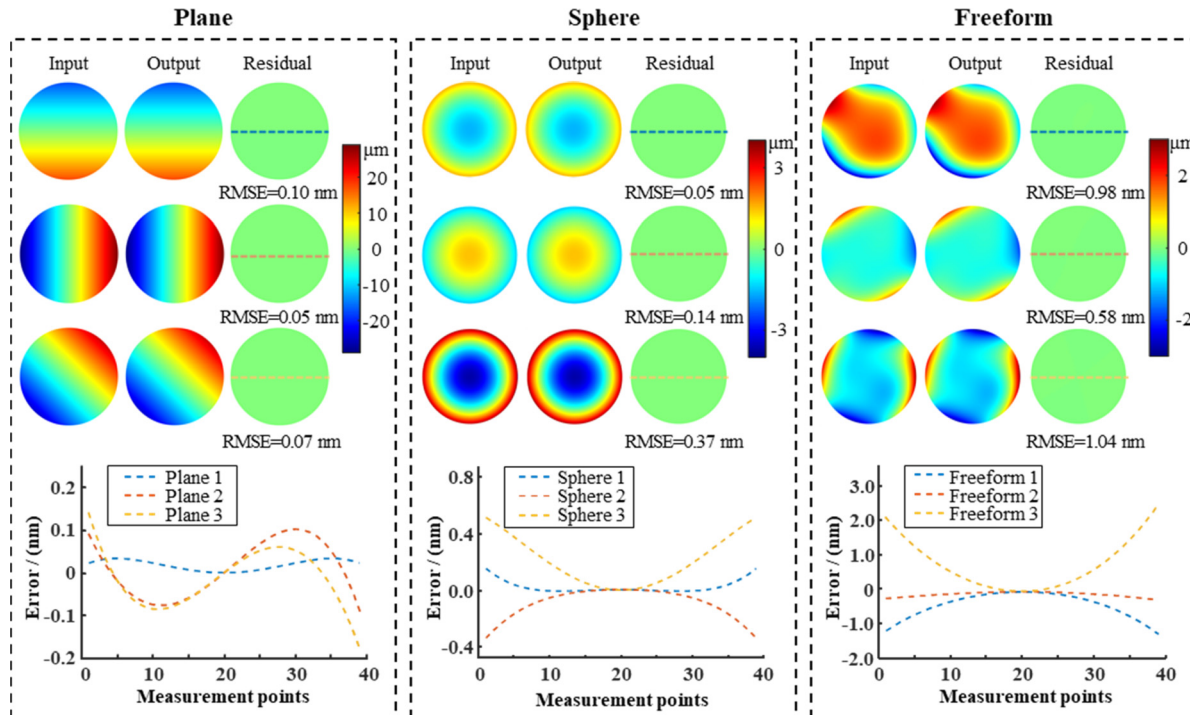 Plane
Input Output Residual
μm
20
10
0
-10
-20
RMSE=0.10 nm
RMSE=0.05 nm
RMSE=0.07 nm
Error / (nm)
0.2
0.1
0
-0.1
-0.2
Plane 1
Plane 2
Plane 3
0 10 20 30 40
Measurement points
Sphere
Input Output Residual
μm
3
0
-3
RMSE=0.05 nm
RMSE=0.14 nm
RMSE=0.37 nm
Error / (nm)
0.8
0.4
0.0
-0.4
Sphere 1
Sphere 2
Sphere 3
0 10 20 30 40
Measurement points
Freeform
Input Output Residual
μm
2
0
-2
RMSE=0.98 nm
RMSE=0.58 nm
RMSE=1.04 nm
Error / (nm)
3.0
2.0
1.0
0.0
-1.0
-2.0
Freeform 1
Freeform 2
Freeform 3
0 10 20 30 40
Measurement points